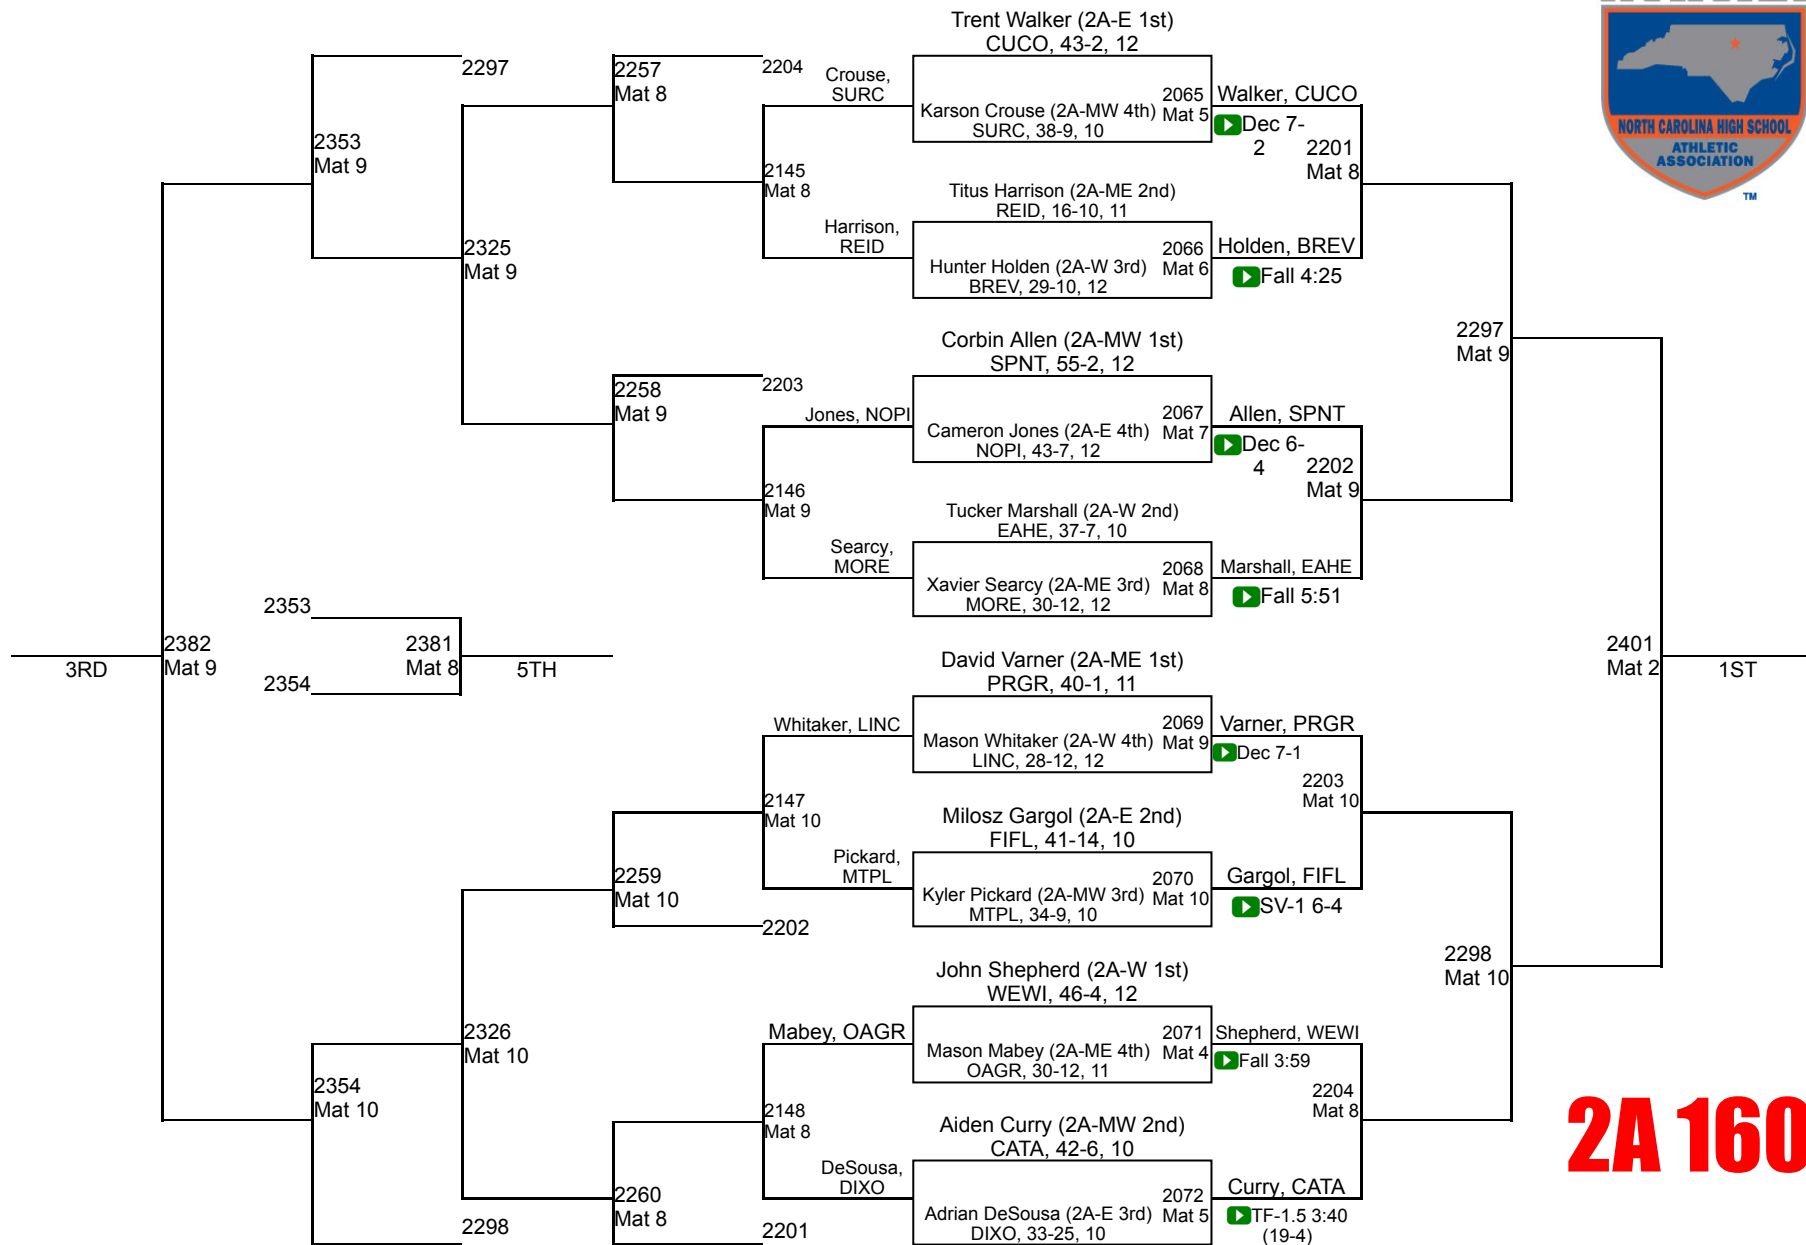 Trent Walker (2A-E 1st)
CUCO, 43-2, 12
2297
2257
Mat 8
2204
Crouse,
SURC
Karson Crouse (2A-MW 4th)
SURC, 38-9, 10
2065
Mat 5
Walker, CUCO
Dec 7-
2
2201
Mat 8
NORTH CAROLINA HIGH SCHOOL
ATHLETIC
ASSOCIATION
TM
2353
Mat 9
2145
Mat 8
Titus Harrison (2A-ME 2nd)
REID, 16-10, 11
Harrison,
REID
2325
Mat 9
Hunter Holden (2A-W 3rd)
BREV, 29-10, 12
2066
Mat 6
Holden, BREV
Fall 4:25
Corbin Allen (2A-MW 1st)
SPNT, 55-2, 12
2297
Mat 9
2258
Mat 9
2203
Jones, NOPI
Cameron Jones (2A-E 4th)
NOPI, 43-7, 12
2067
Mat 7
Allen, SPNT
Dec 6-
4
2202
Mat 9
2146
Mat 9
Tucker Marshall (2A-W 2nd)
EAHE, 37-7, 10
Searcy,
MORE
Xavier Searcy (2A-ME 3rd)
MORE, 30-12, 12
2068
Mat 8
Marshall, EAHE
Fall 5:51
2353
3RD
2382
Mat 9
2354
2381
Mat 8
5TH
David Varner (2A-ME 1st)
PRGR, 40-1, 11
2401
Mat 2
1ST
Whitaker, LINC
Mason Whitaker (2A-W 4th)
LINC, 28-12, 12
2069
Mat 9
Varner, PRGR
Dec 7-1
2203
Mat 10
2147
Mat 10
Milosz Gargol (2A-E 2nd)
FIFL, 41-14, 10
Pickard,
MTPL
2259
Mat 10
Kyler Pickard (2A-MW 3rd)
MTPL, 34-9, 10
2070
Mat 10
Gargol, FIFL
SV-1 6-4
2202
John Shepherd (2A-W 1st)
WEWI, 46-4, 12
2298
Mat 10
2326
Mat 10
Mabey, OAGR
Mason Mabey (2A-ME 4th)
OAGR, 30-12, 11
2071
Mat 4
Shepherd, WEWI
Fall 3:59
2354
Mat 10
2204
Mat 8
2148
Mat 8
Aiden Curry (2A-MW 2nd)
CATA, 42-6, 10
DeSousa,
DIXO
2260
Mat 8
Adrian DeSousa (2A-E 3rd)
DIXO, 33-25, 10
2072
Mat 5
Curry, CATA
TF-1.5 3:40
(19-4)
2298
2201
2A 160